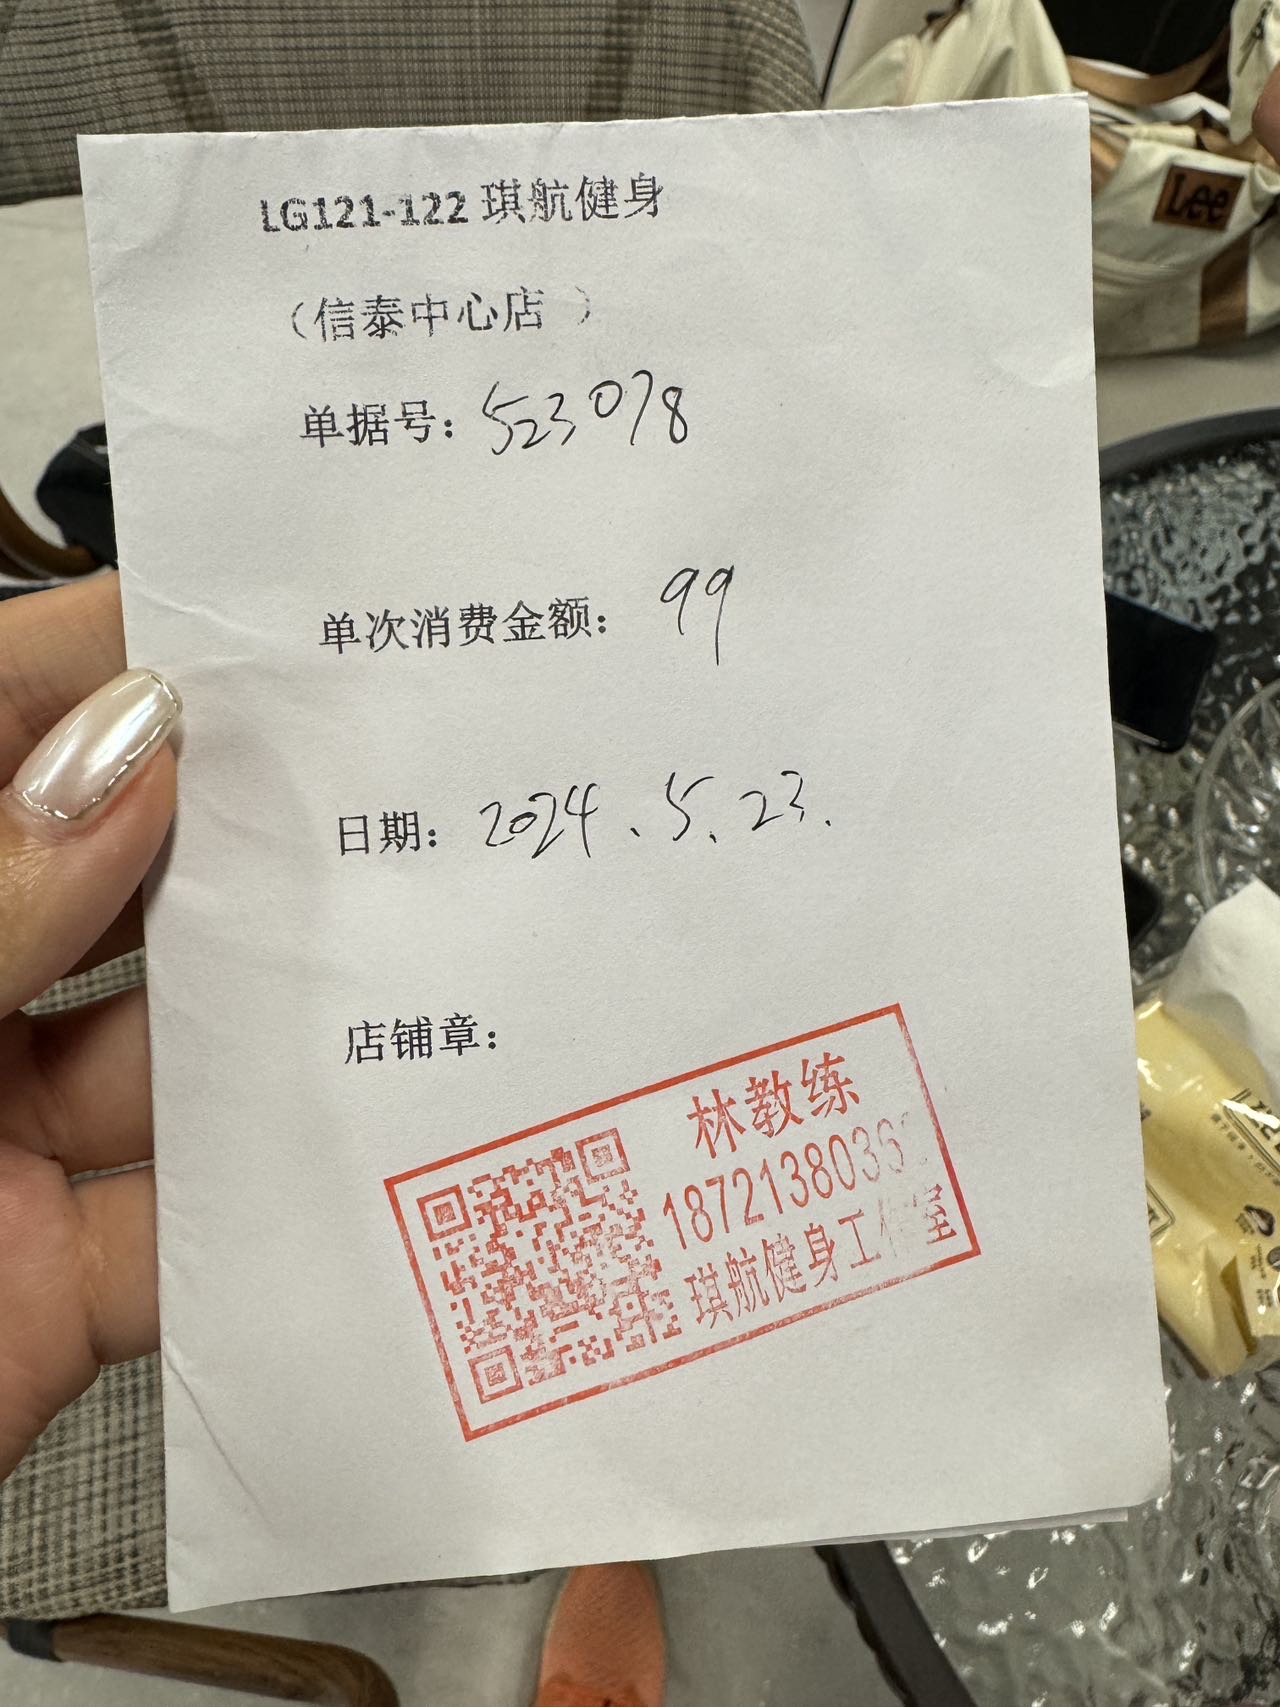 LG121-122 琪航健身
（信泰中心店 ）
单据号：523078
单次消费金额：99
日期：2024.5.23.
店铺章：
林教练
琪航健身工作室
Lee